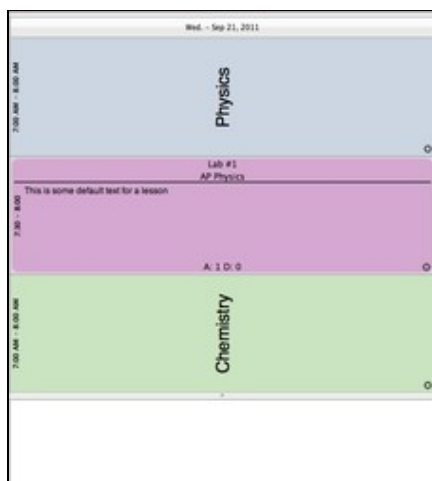 Wed. - Sep 21, 2011
7:00 AM - 8:00 AM
Physics
Lab #1
AP Physics
This is some default text for a lesson
7:30 - 8:00
A: 1 D: 0
7:00 AM - 8:00 AM
Chemistry